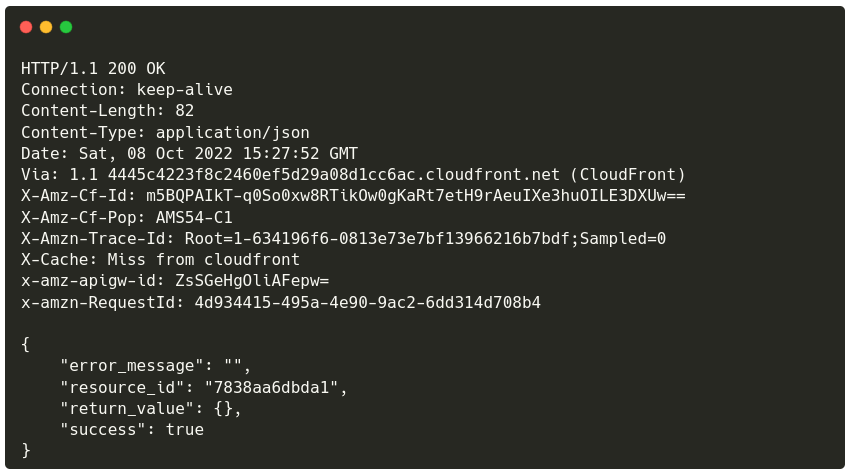 HTTP/1.1 200 OK
Connection: keep-alive
Content-Length: 82
Content-Type: application/json
Date: Sat, 08 Oct 2022 15:27:52 GMT
Via: 1.1 4445c4223f8c2460ef5d29a08d1cc6ac.cloudfront.net (CloudFront)
X-Amz-Cf-Id: m5BQPAIkT-q0So0xw8RTikOw0gKaRt7etH9rAeuIXe3huOILE3DXUw==
X-Amz-Cf-Pop: AMS54-C1
X-Amzn-Trace-Id: Root=1-634196f6-0813e73e7bf13966216b7bdf;Sampled=0
X-Cache: Miss from cloudfront
x-amz-apigw-id: ZsSGeHgOliAFepw=
x-amzn-RequestId: 4d934415-495a-4e90-9ac2-6dd314d708b4

{
    "error_message": "",
    "resource_id": "7838aa6dbda1",
    "return_value": {},
    "success": true
}